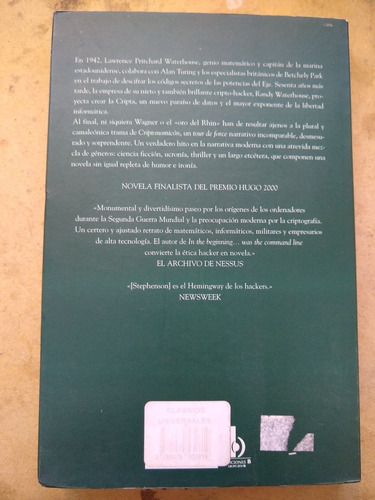 En 1942, Lawrence Pritchard Waterhouse, genio matemático y capitán de la marina
estadounidense, colabora con Alan Turing y los especialistas británicos de Betchely Park
en el trabajo de descifrar los códigos secretos de las potencias del Eje. Sesenta años más
tarde, la empresa de su nieto y también brillante cripto-hacker, Randy Waterhouse, pro-
yecta crear la Cripta, un nuevo paraíso de datos y el mayor exponente de la libertad
informática.
Al final, ni siquiera Wagner o el «oro del Rhin» han de resultar ajenos a la plural y
camaleónica trama de Criptonomicón, un tour de force narrativo incomparable, desmesu-
rado y sorprendente. Un verdadero hito en la narrativa moderna con una atrevida mez-
cla de géneros: ciencia ficción, ucronía, thriller y un largo etcétera, que componen una
novela sin igual repleta de humor e ironía.
NOVELA FINALISTA DEL PREMIO HUGO 2000
«Monumental y divertidísimo paseo por los orígenes de los ordenadores
durante la Segunda Guerra Mundial y la preocupación moderna por la criptografía.
Un certero y ajustado retrato de matemáticos, informáticos, militares y empresarios
de alta tecnología. El autor de In the beginning... was the command line
convierte la ética hacker en novela.»
EL ARCHIVO DE NESSUS
«[Stephenson] es el Hemingway de los hackers.»
NEWSWEEK
CLASICOS
UNIVERSALES
CIONES B